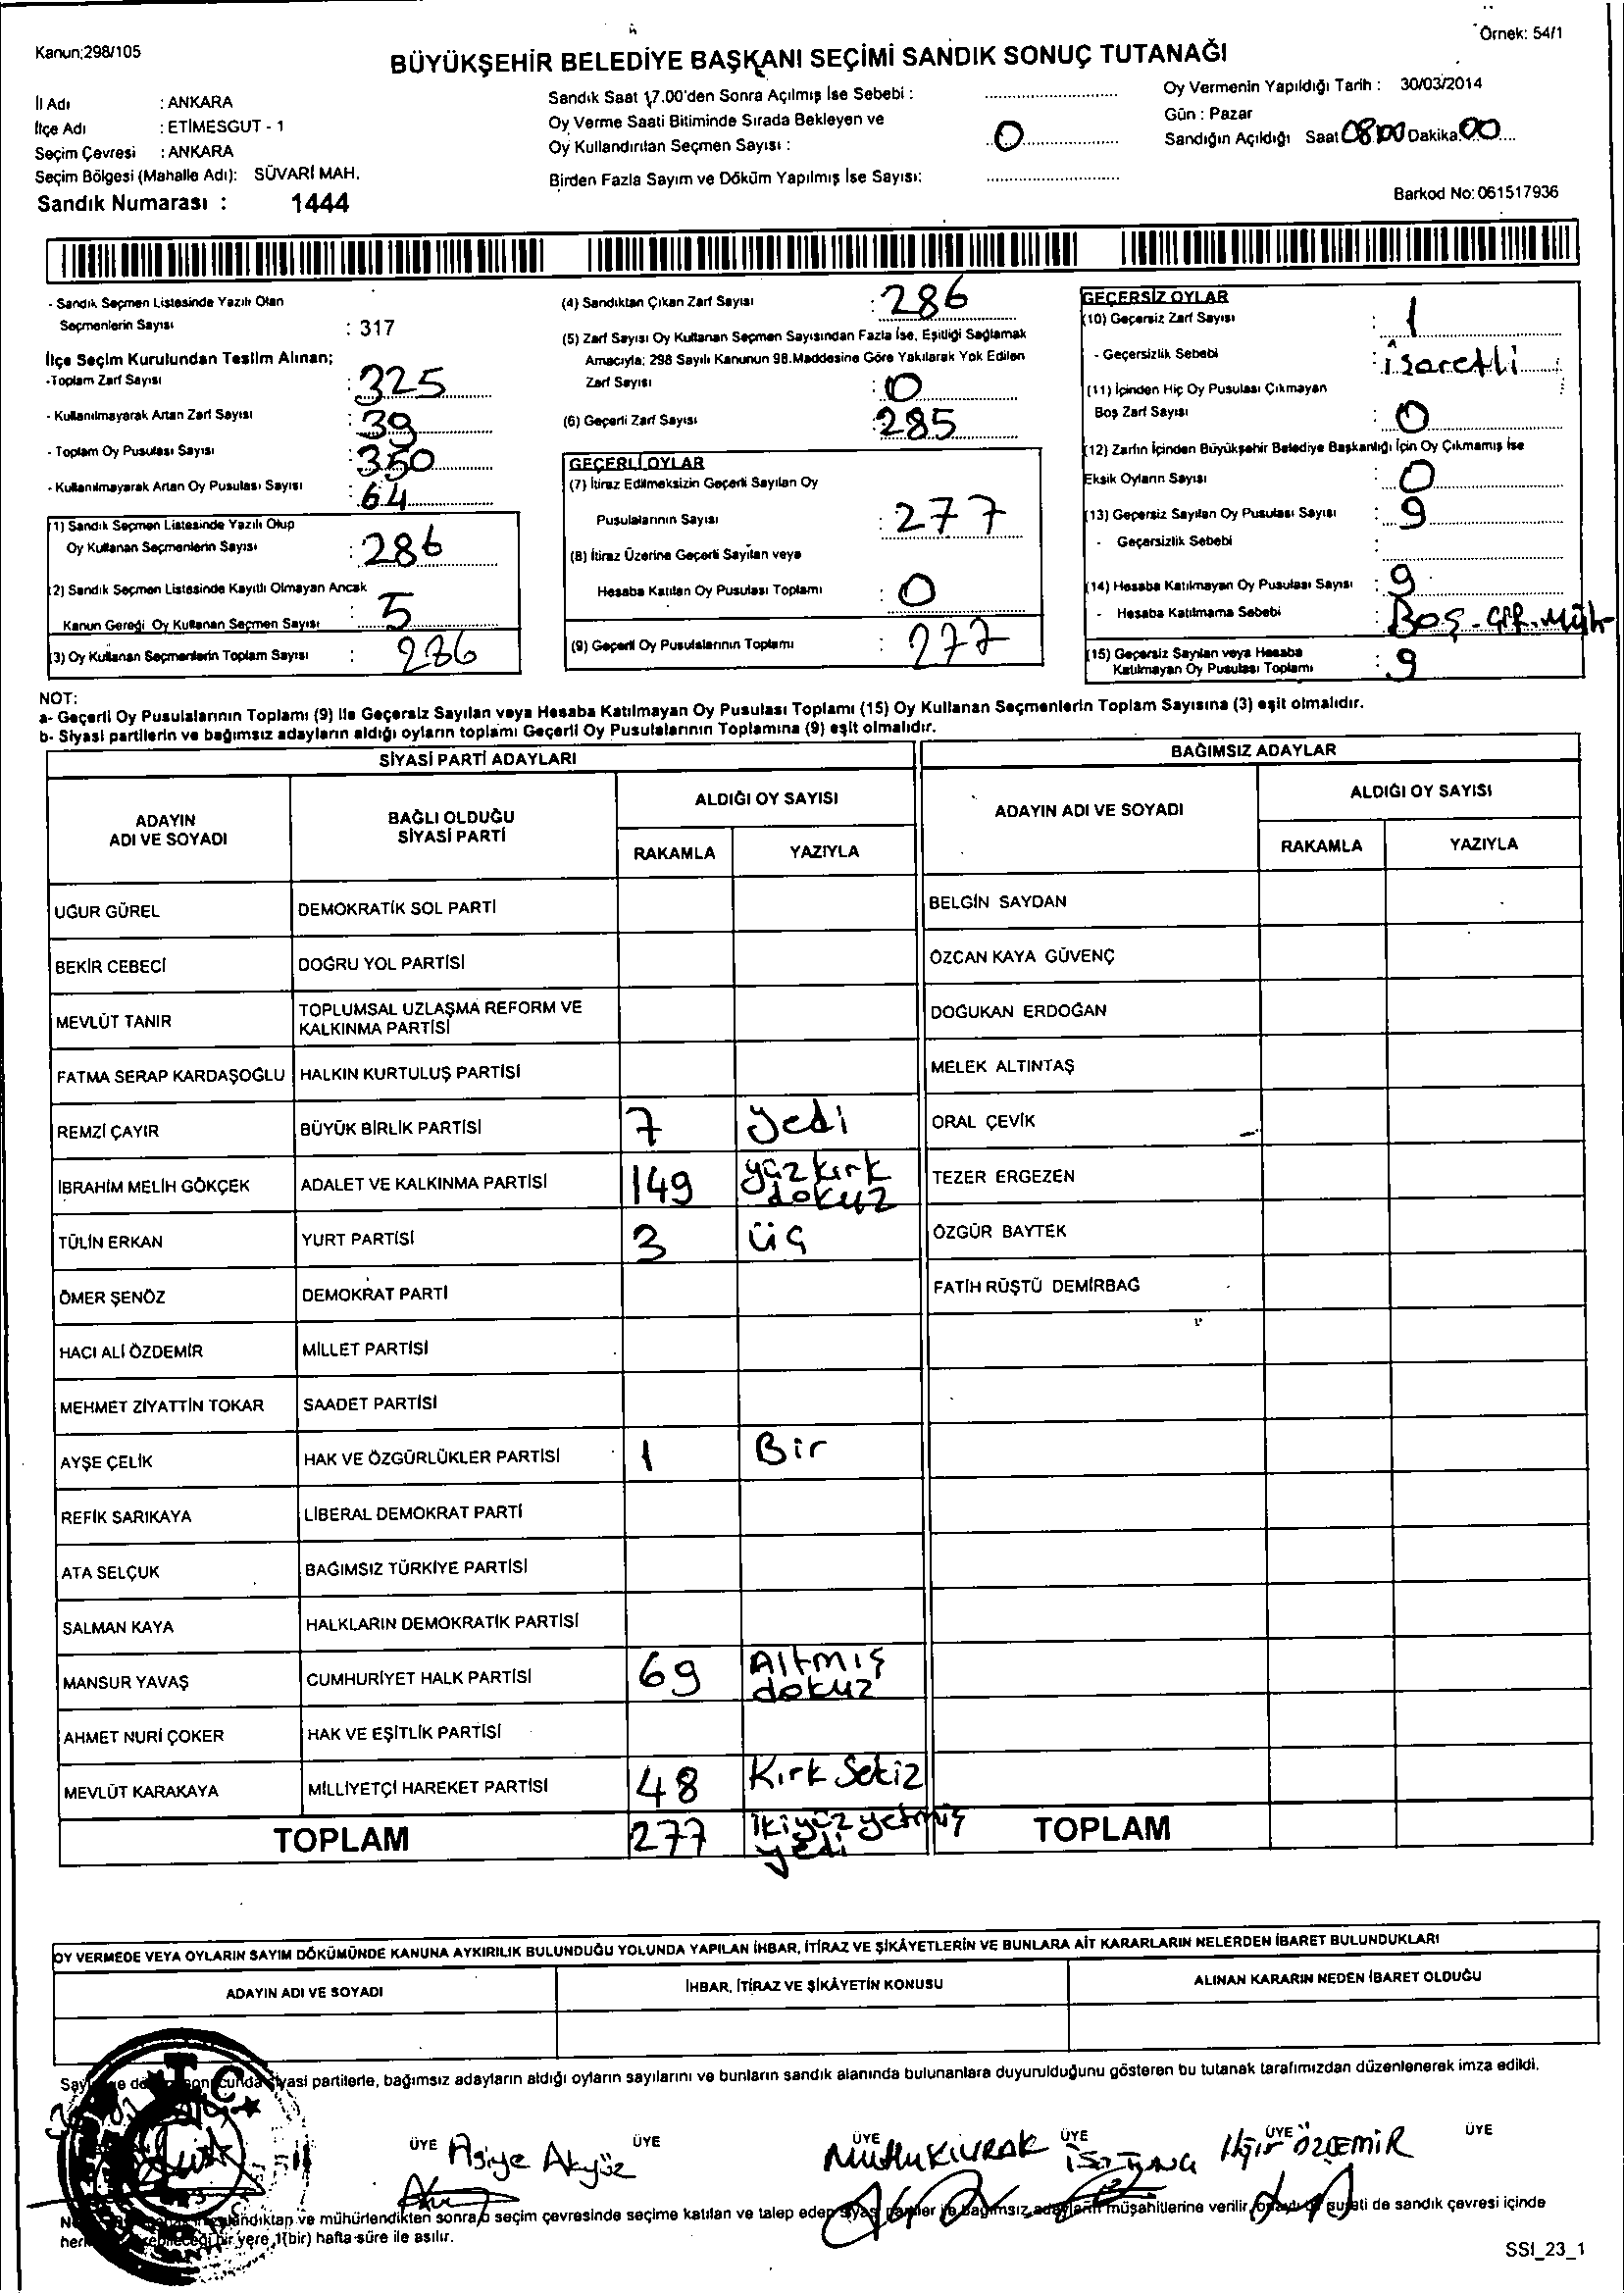 Örnek: 54/1
Kanun;298/105
BÜYÜKŞEHİR BELEDİYE BAŞKANI SEÇİMİ SANDIK SONUÇ TUTANAĞI
İl Adı : ANKARA
İlçe Adı : ETİMESGUT - 1
Seçim Çevresi : ANKARA
Seçim Bölgesi (Mahalle Adı): SÜVARİ MAH.
Sandık Numarası : 1444
Sandık Saat 17.00'den Sonra Açılmış İse Sebebi :
Oy Verme Saati Bitiminde Sırada Bekleyen ve
Oy Kullandırılan Seçmen Sayısı : 0
Birden Fazla Sayım ve Döküm Yapılmış İse Sayısı:
Oy Vermenin Yapıldığı Tarih : 30/03/2014
Gün : Pazar
Sandığın Açıldığı Saat 08:00 Dakika 00
Barkod No: 061517936
- Sandık Seçmen Listesinde Yazılı Olan
Seçmenlerin Sayısı : 317
İlçe Seçim Kurulundan Teslim Alınan;
-Toplam Zarf Sayısı : 325
- Kullanılmayarak Artan Zarf Sayısı : 39
- Toplam Oy Pusulası Sayısı : 350
- Kullanılmayarak Artan Oy Pusulası Sayısı : 64
(1) Sandık Seçmen Listesinde Yazılı Olup
Oy Kullanan Seçmenlerin Sayısı : 286
(2) Sandık Seçmen Listesinde Kayıtlı Olmayan Ancak
Kanun Gereği Oy Kullanan Seçmen Sayısı : 5
(3) Oy Kullanan Seçmenlerin Toplam Sayısı : 286
(4) Sandıktan Çıkan Zarf Sayısı : 286
(5) Zarf Sayısı Oy Kullanan Seçmen Sayısından Fazla İse, Eşitliği Sağlamak
Amacıyla; 298 Sayılı Kanunun 98.Maddesine Göre Yakılarak Yok Edilen
Zarf Sayısı : 0
(6) Geçerli Zarf Sayısı : 285
GEÇERLİ OYLAR
(7) İtiraz Edilmeksizin Geçerli Sayılan Oy
Pusulalarının Sayısı : 277
(8) İtiraz Üzerine Geçerli Sayılan veya
Hesaba Katılan Oy Pusulası Toplamı : 0
(9) Geçerli Oy Pusulalarının Toplamı : 277
GEÇERSİZ OYLAR
(10) Geçersiz Zarf Sayısı : 1
- Geçersizlik Sebebi : İşaretli
(11) İçinden Hiç Oy Pusulası Çıkmayan
Boş Zarf Sayısı : 0
(12) Zarfın İçinden Büyükşehir Belediye Başkanlığı İçin Oy Çıkmamış İse
Eksik Oyların Sayısı : 0
(13) Geçersiz Sayılan Oy Pusulası Sayısı : 9
- Geçersizlik Sebebi :
(14) Hesaba Katılmayan Oy Pusulası Sayısı : 9
- Hesaba Katılmama Sebebi : Boş - Çif. Müh
(15) Geçersiz Sayılan veya Hesaba
Katılmayan Oy Pusulası Toplamı : 9
NOT:
a- Geçerli Oy Pusulalarının Toplamı (9) ile Geçersiz Sayılan veya Hesaba Katılmayan Oy Pusulası Toplamı (15) Oy Kullanan Seçmenlerin Toplam Sayısına (3) eşit olmalıdır.
b- Siyasi partilerin ve bağımsız adayların aldığı oyların toplamı Geçerli Oy Pusulalarının Toplamına (9) eşit olmalıdır.
SİYASİ PARTİ ADAYLARI
BAĞIMSIZ ADAYLAR
ADAYIN
ADI VE SOYADI
BAĞLI OLDUĞU
SİYASİ PARTİ
ALDIĞI OY SAYISI
RAKAMLA YAZIYLA
ADAYIN ADI VE SOYADI
ALDIĞI OY SAYISI
RAKAMLA YAZIYLA
UĞUR GÜREL DEMOKRATİK SOL PARTİ BELGİN SAYDAN
BEKİR CEBECİ DOĞRU YOL PARTİSİ ÖZCAN KAYA GÜVENÇ
MEVLÜT TANIR TOPLUMSAL UZLAŞMA REFORM VE
KALKINMA PARTİSİ DOĞUKAN ERDOĞAN
FATMA SERAP KARDAŞOĞLU HALKIN KURTULUŞ PARTİSİ MELEK ALTINTAŞ
REMZİ ÇAYIR BÜYÜK BİRLİK PARTİSİ 7 yedi ORAL ÇEVİK
İBRAHİM MELİH GÖKÇEK ADALET VE KALKINMA PARTİSİ 149 yüz kırk
dokuz TEZER ERGEZEN
TÜLİN ERKAN YURT PARTİSİ 3 üç ÖZGÜR BAYTEK
ÖMER ŞENÖZ DEMOKRAT PARTİ FATİH RÜŞTÜ DEMİRBAĞ
HACI ALİ ÖZDEMİR MİLLET PARTİSİ
MEHMET ZİYATTİN TOKAR SAADET PARTİSİ
AYŞE ÇELİK HAK VE ÖZGÜRLÜKLER PARTİSİ 1 Bir
REFİK SARIKAYA LİBERAL DEMOKRAT PARTİ
ATA SELÇUK BAĞIMSIZ TÜRKİYE PARTİSİ
SALMAN KAYA HALKLARIN DEMOKRATİK PARTİSİ
MANSUR YAVAŞ CUMHURİYET HALK PARTİSİ 69 Altmış
dokuz
AHMET NURİ ÇOKER HAK VE EŞİTLİK PARTİSİ
MEVLÜT KARAKAYA MİLLİYETÇİ HAREKET PARTİSİ 48 Kırk Sekiz
TOPLAM 277 ikiyüz yetmiş
yedi TOPLAM
OY VERMEDE VEYA OYLARIN SAYIM DÖKÜMÜNDE KANUNA AYKIRILIK BULUNDUĞU YOLUNDA YAPILAN İHBAR, İTİRAZ VE ŞİKÂYETLERİN VE BUNLARA AİT KARARLARIN NELERDEN İBARET BULUNDUKLARI
ADAYIN ADI VE SOYADI İHBAR, İTİRAZ VE ŞİKÂYETİN KONUSU ALINAN KARARIN NEDEN İBARET OLDUĞU
siyasi partilerle, bağımsız adayların aldığı oyların sayılarını ve bunların sandık alanında bulunanlara duyurulduğunu gösteren bu tutanak tarafımızdan düzenlenerek imza edildi.
T.C.
ÜYE ÜYE ÜYE ÜYE ÜYE ÜYE
Asiye Akyüz Mutlu KIVRAK ÖZDEMİR
ve mühürlendikten sonra o seçim çevresinde seçime katılan ve talep eden siyasi partiler ile bağımsız adayların müşahitlerine verilir, sureti de sandık çevresi içinde
bir yere 1(bir) hafta süre ile asılır.
SSI_23_1